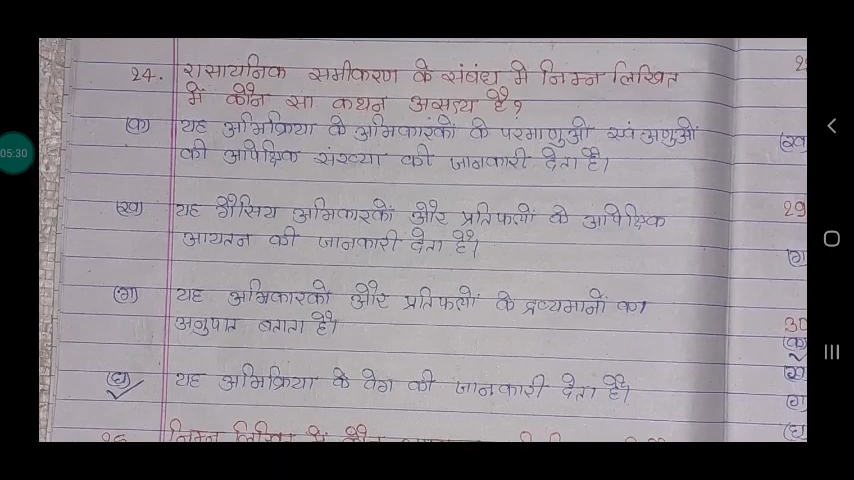 24. रासायनिक समीकरण के संबंध में निम्न लिखित
में कौन सा कथन असत्य है?
(क) यह अभिक्रिया के अभिकारकों के परमाणुओं एवं अणुओं
की आपेक्षिक संख्या की जानकारी देता है।
(ख) यह गैसिय अभिकारकों और प्रतिफलों के आपेक्षिक
आयतन की जानकारी देता है।
(ग) यह अभिकारको और प्रतिफलों के द्रव्यमानों का
अनुपात बताता है।
(घ) यह अभिक्रिया के वेग की जानकारी देता है।
निम्न लिखित में कौन
(ख)
29
(ग)
30
(क)
(ख)
(ग)
(घ)
05:30